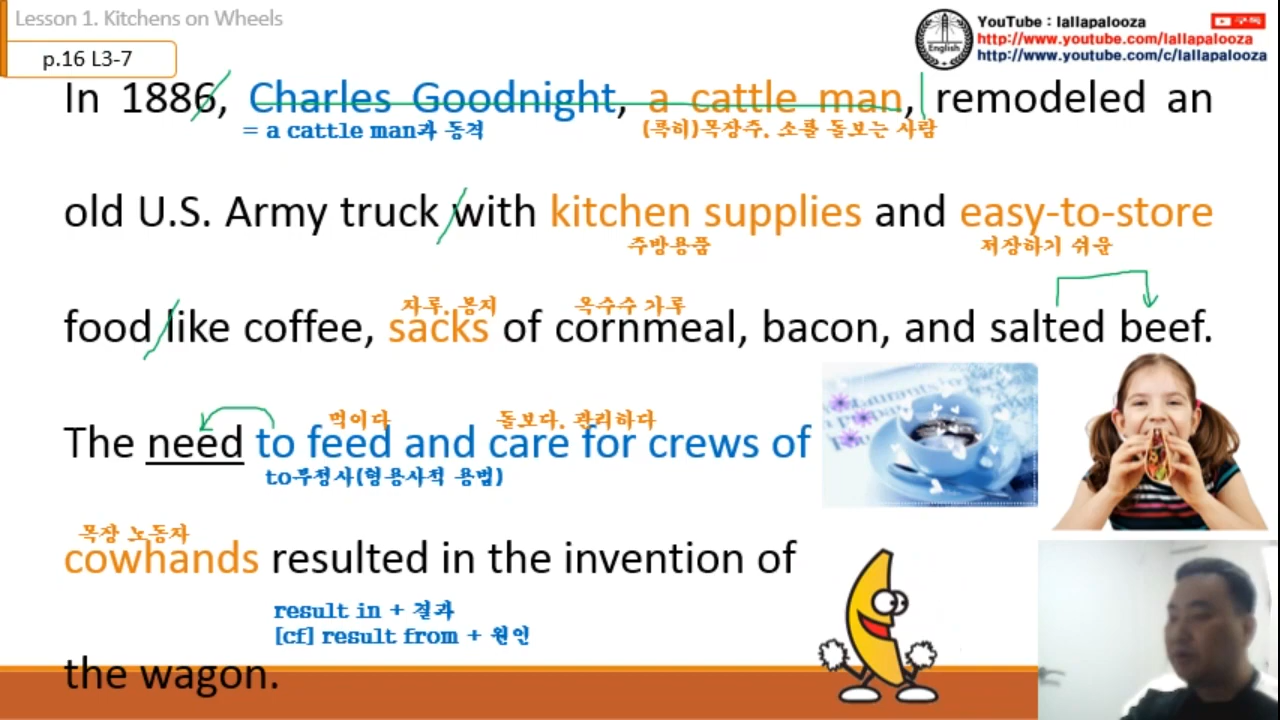 Lesson 1. Kitchens on Wheels
YouTube : lallapalooza
구독
http://www.youtube.com/lallapalooza
http://www.youtube.com/c/lallapalooza
English
p.16 L3-7
In 1886, Charles Goodnight, a cattle man, remodeled an
= a cattle man과 동격
(특히)목장주, 소를 돌보는 사람
old U.S. Army truck with kitchen supplies and easy-to-store
주방용품
저장하기 쉬운
자루, 봉지
옥수수 가루
food like coffee, sacks of cornmeal, bacon, and salted beef.
먹이다
돌보다, 관리하다
The need to feed and care for crews of
to부정사(형용사적 용법)
목장 노동자
cowhands resulted in the invention of
result in + 결과
[cf] result from + 원인
the wagon.